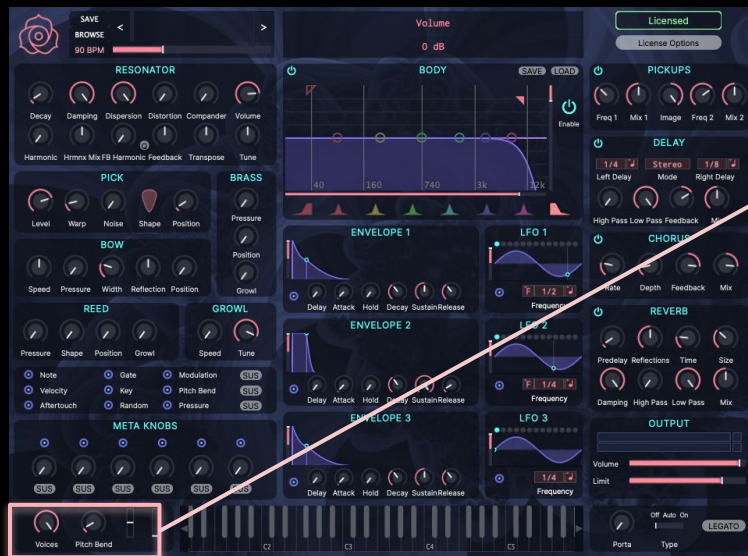 SAVE
BROWSE
< >
90 BPM
Volume
0 dB
Licensed
License Options
RESONATOR
Decay Damping Dispersion Distortion Compander Volume
Harmonic Hrmnx Mix FB Harmonic Feedback Transpose Tune
BODY
SAVE LOAD
Enable
40 160 740 3k 12k
PICKUPS
Freq 1 Mix 1 Image Freq 2 Mix 2
DELAY
1/4 Stereo 1/8
Left Delay Mode Right Delay
High Pass Low Pass Feedback Mix
PICK
Level Warp Noise Shape Position
BRASS
Pressure
Position
Growl
BOW
Speed Pressure Width Reflection Position
ENVELOPE 1
Delay Attack Hold Decay Sustain Release
LFO 1
F 1/2
Frequency
CHORUS
Rate Depth Feedback Mix
REED
Pressure Shape Position Growl
GROWL
Speed Tune
ENVELOPE 2
Delay Attack Hold Decay Sustain Release
LFO 2
F 1/4
Frequency
REVERB
Predelay Reflections Time Size
Damping High Pass Low Pass Mix
Note Gate Modulation SUS
Velocity Key Pitch Bend SUS
Aftertouch Random Pressure SUS
META KNOBS
SUS SUS SUS SUS SUS SUS
ENVELOPE 3
Delay Attack Hold Decay Sustain Release
LFO 3
1/4
Frequency
OUTPUT
Volume
Limit
Voices Pitch Bend
C2 C3 C4 C5
Porta
Off Auto On
Type
LEGATO